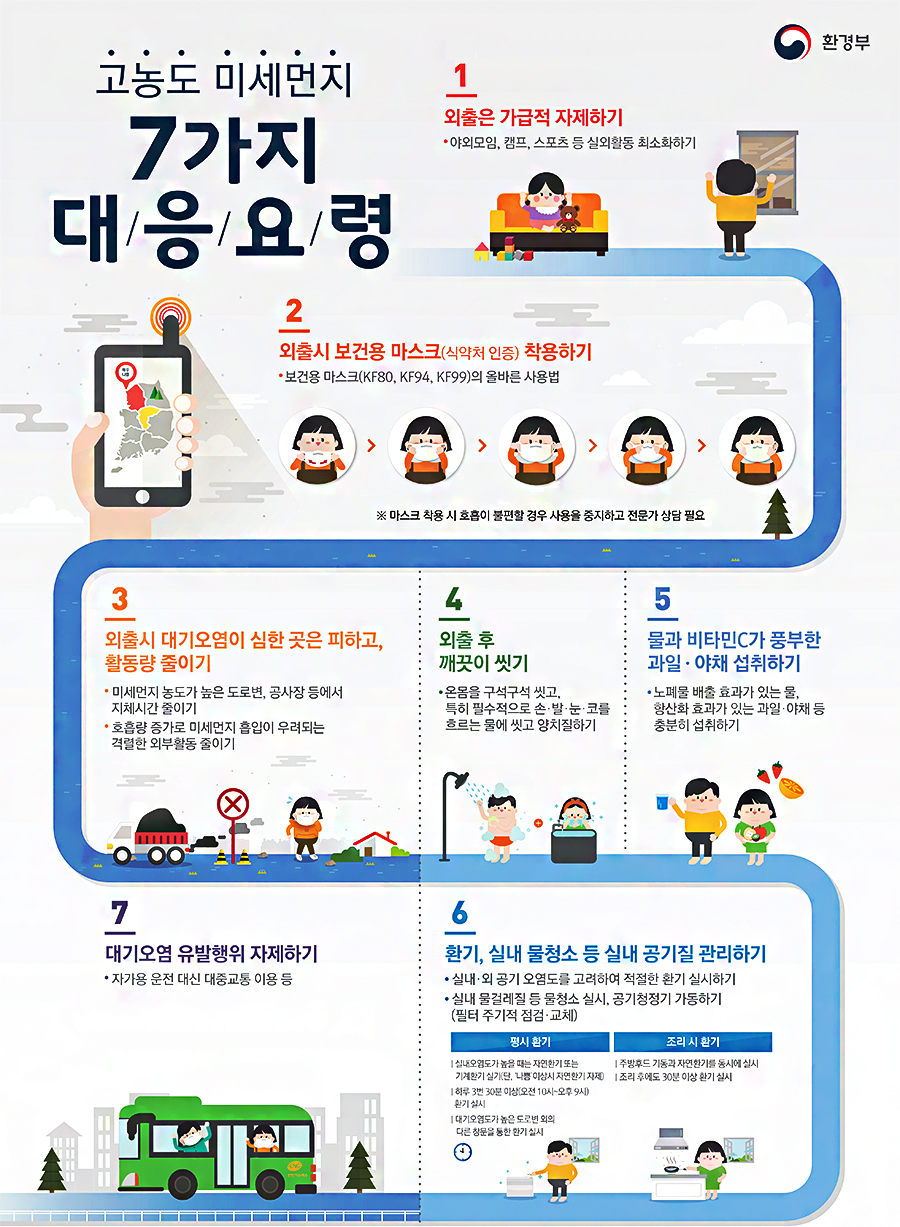 환경부
고농도 미세먼지
7가지
대/응/요/령
1
외출은 가급적 자제하기
•야외모임, 캠프, 스포츠 등 실외활동 최소화하기
2
외출시 보건용 마스크(식약처 인증) 착용하기
•보건용 마스크(KF80, KF94, KF99)의 올바른 사용법
※ 마스크 착용 시 호흡이 불편할 경우 사용을 중지하고 전문가 상담 필요
3
외출시 대기오염이 심한 곳은 피하고,
활동량 줄이기
•미세먼지 농도가 높은 도로변, 공사장 등에서
지체시간 줄이기
•호흡량 증가로 미세먼지 흡입이 우려되는
격렬한 외부활동 줄이기
4
외출 후
깨끗이 씻기
•온몸을 구석구석 씻고,
특히 필수적으로 손·발·눈·코를
흐르는 물에 씻고 양치질하기
5
물과 비타민C가 풍부한
과일·야채 섭취하기
•노폐물 배출 효과가 있는 물,
항산화 효과가 있는 과일·야채 등
충분히 섭취하기
7
대기오염 유발행위 자제하기
•자가용 운전 대신 대중교통 이용 등
6
환기, 실내 물청소 등 실내 공기질 관리하기
•실내·외 공기 오염도를 고려하여 적절한 환기 실시하기
•실내 물걸레질 등 물청소 실시, 공기청정기 가동하기
(필터 주기적 점검·교체)
평시 환기
실내오염도가 높을 때는 자연환기 또는
기계환기 실기(단, '나쁨' 이상시 자연환기 자제)
하루 3번 30분 이상(오전 10시~오후 9시)
환기 실시
대기오염도가 높은 도로변 외의
다른 창문을 통한 환기 실시
조리 시 환기
주방후드 가동과 자연환기를 동시에 실시
조리 후에도 30분 이상 환기 실시